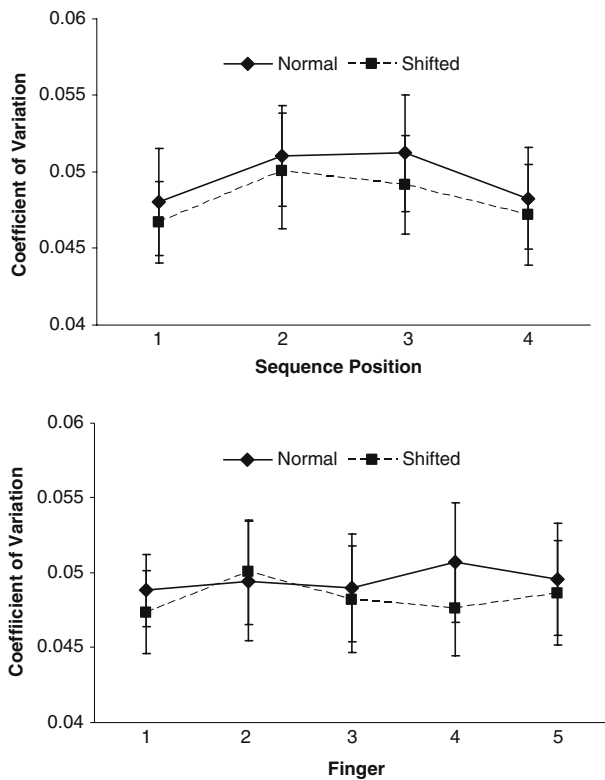 0.06
Normal Shifted
0.055
0.05
0.045
0.04
Coefficient of Variation
1 2 3 4
Sequence Position
0.06
Normal Shifted
0.055
0.05
0.045
0.04
Coeffiicient of Variation
1 2 3 4 5
Finger